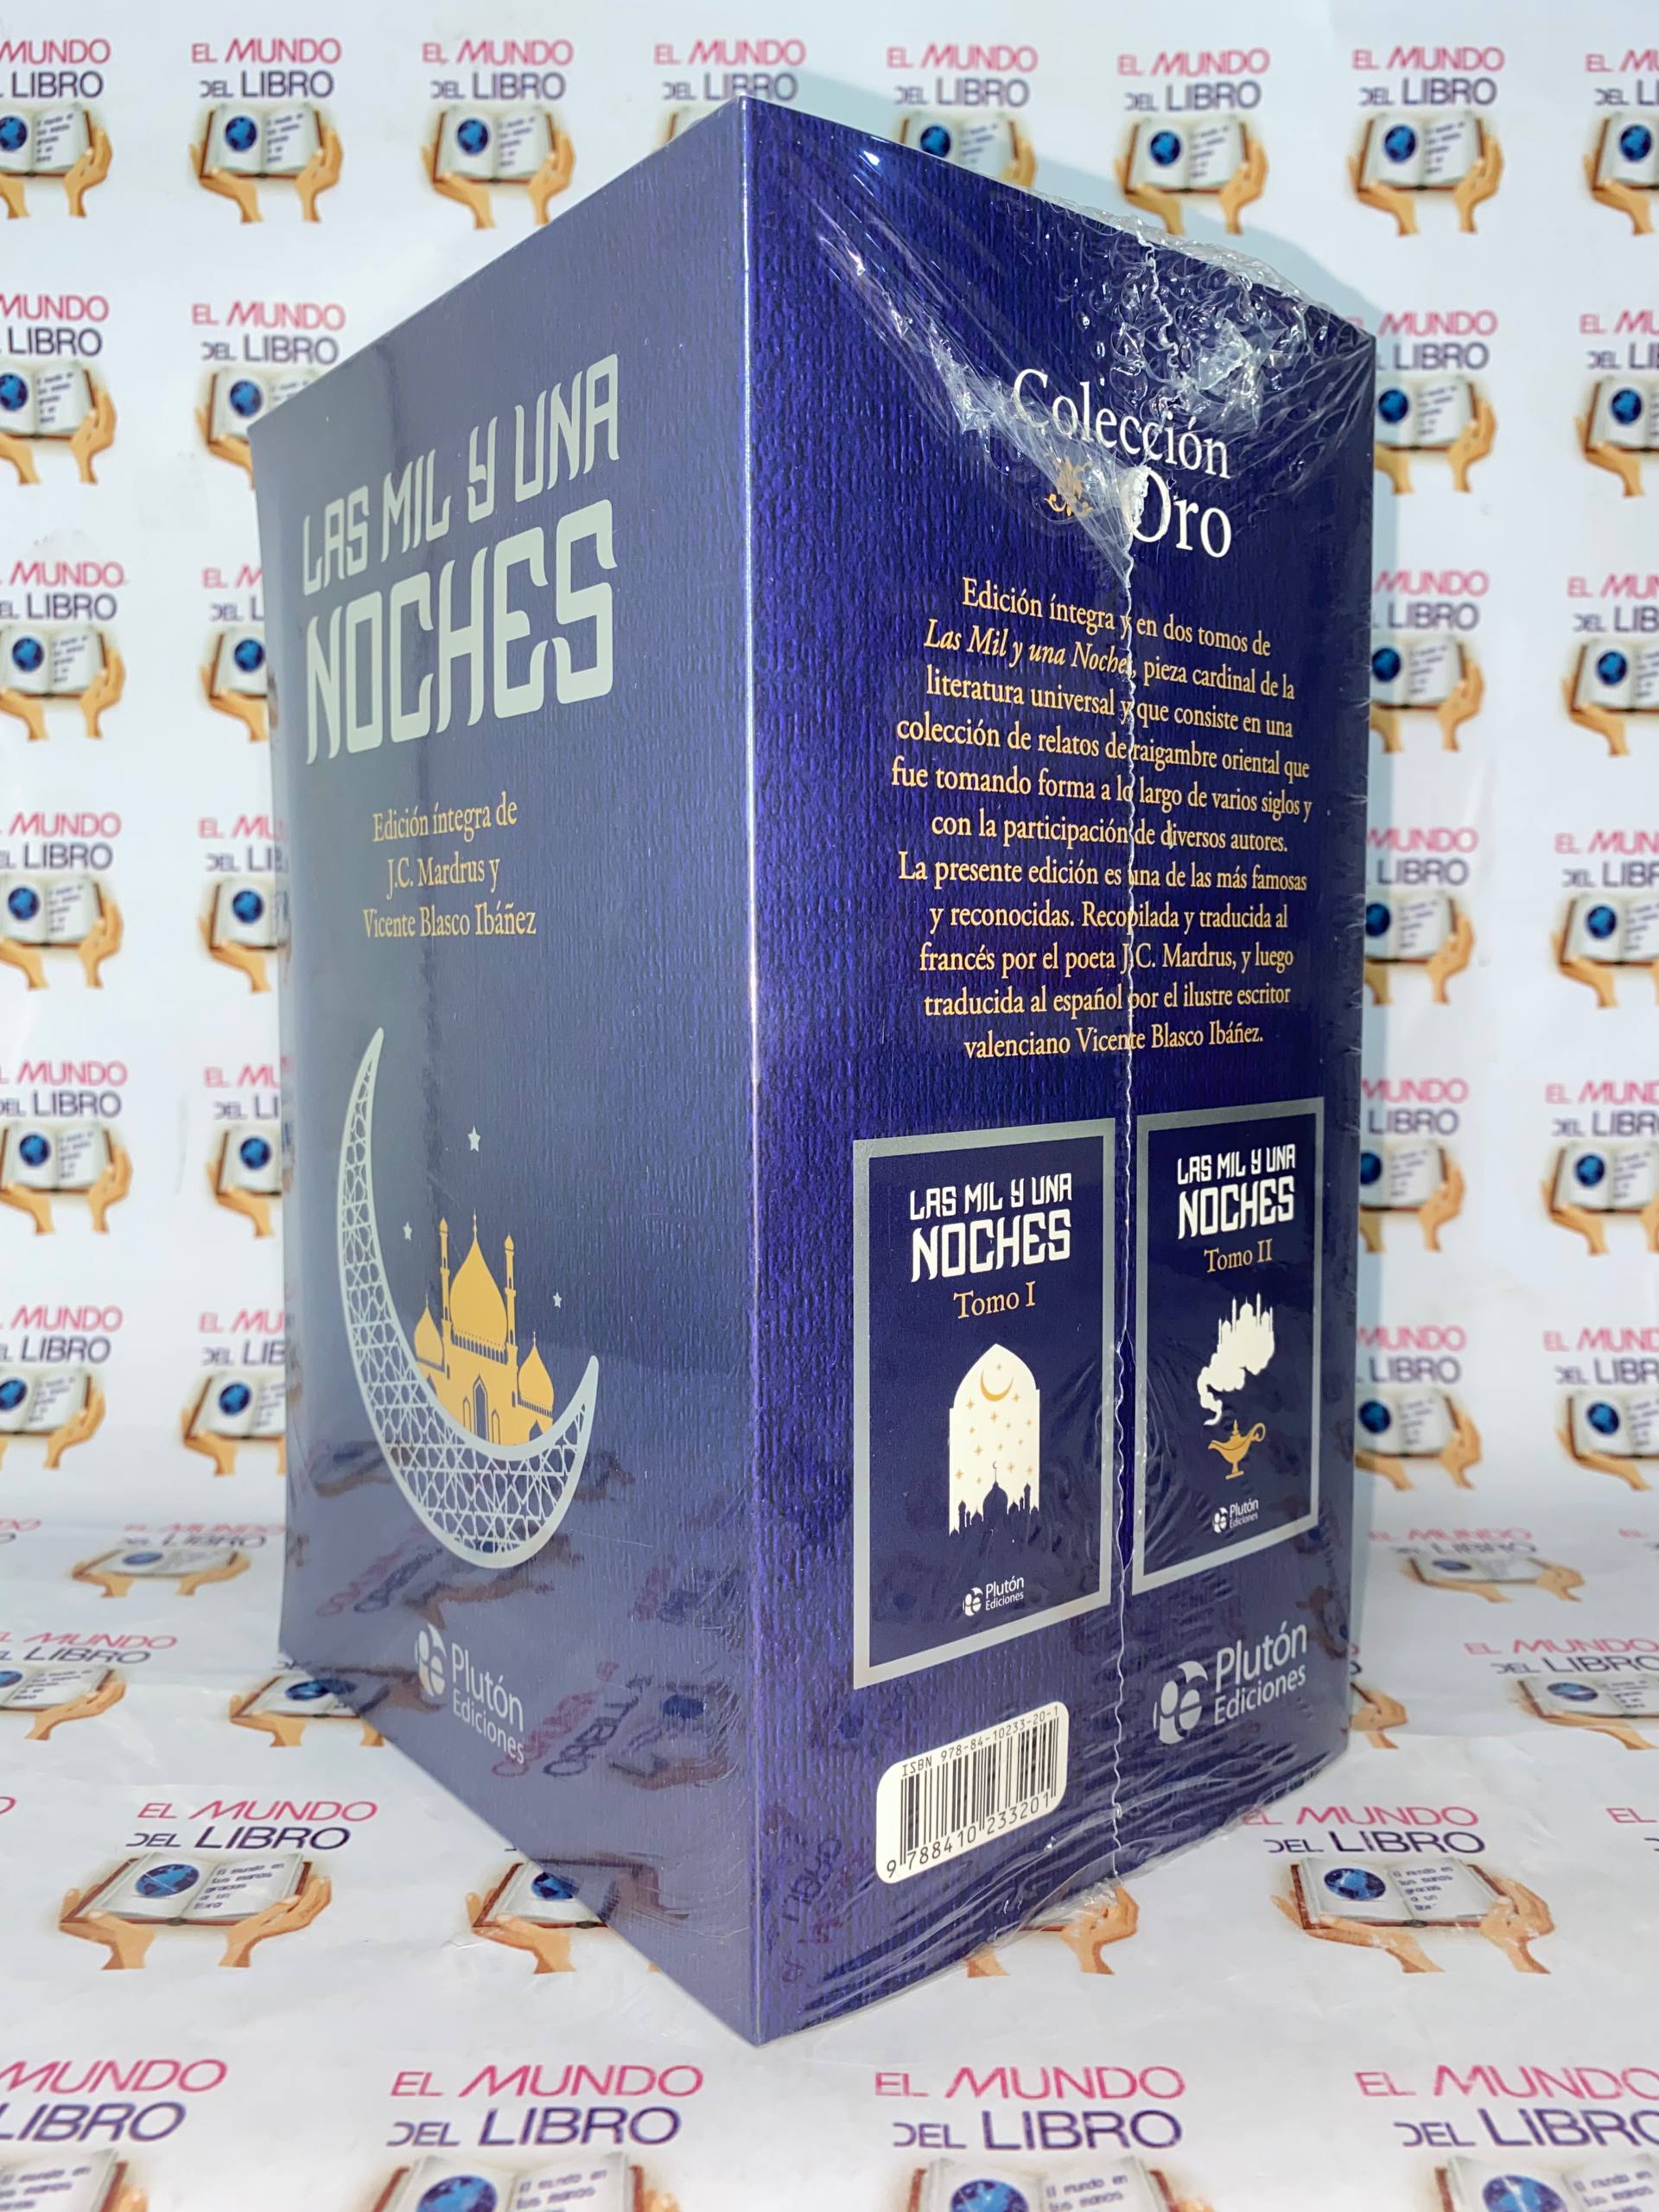 LAS MIL Y UNA
NOCHES
Edición íntegra de
J.C. Mardrus y
Vicente Blasco Ibáñez
Plutón
Ediciones
Colección
Oro
Edición íntegra y en dos tomos de
Las Mil y una Noches, pieza cardinal de la
literatura universal y que consiste en una
colección de relatos de raigambre oriental que
fue tomando forma a lo largo de varios siglos y
con la participación de diversos autores.
La presente edición es una de las más famosas
y reconocidas. Recopilada y traducida al
francés por el poeta J.C. Mardrus, y luego
traducida al español por el ilustre escritor
valenciano Vicente Blasco Ibáñez.
LAS MIL Y UNA
NOCHES
Tomo I
Plutón
Ediciones
LAS MIL Y UNA
NOCHES
Tomo II
Plutón
Ediciones
ISBN 978-84-10233-20-1
9 788410 233201
Plutón
Ediciones
EL MUNDO
DEL LIBRO